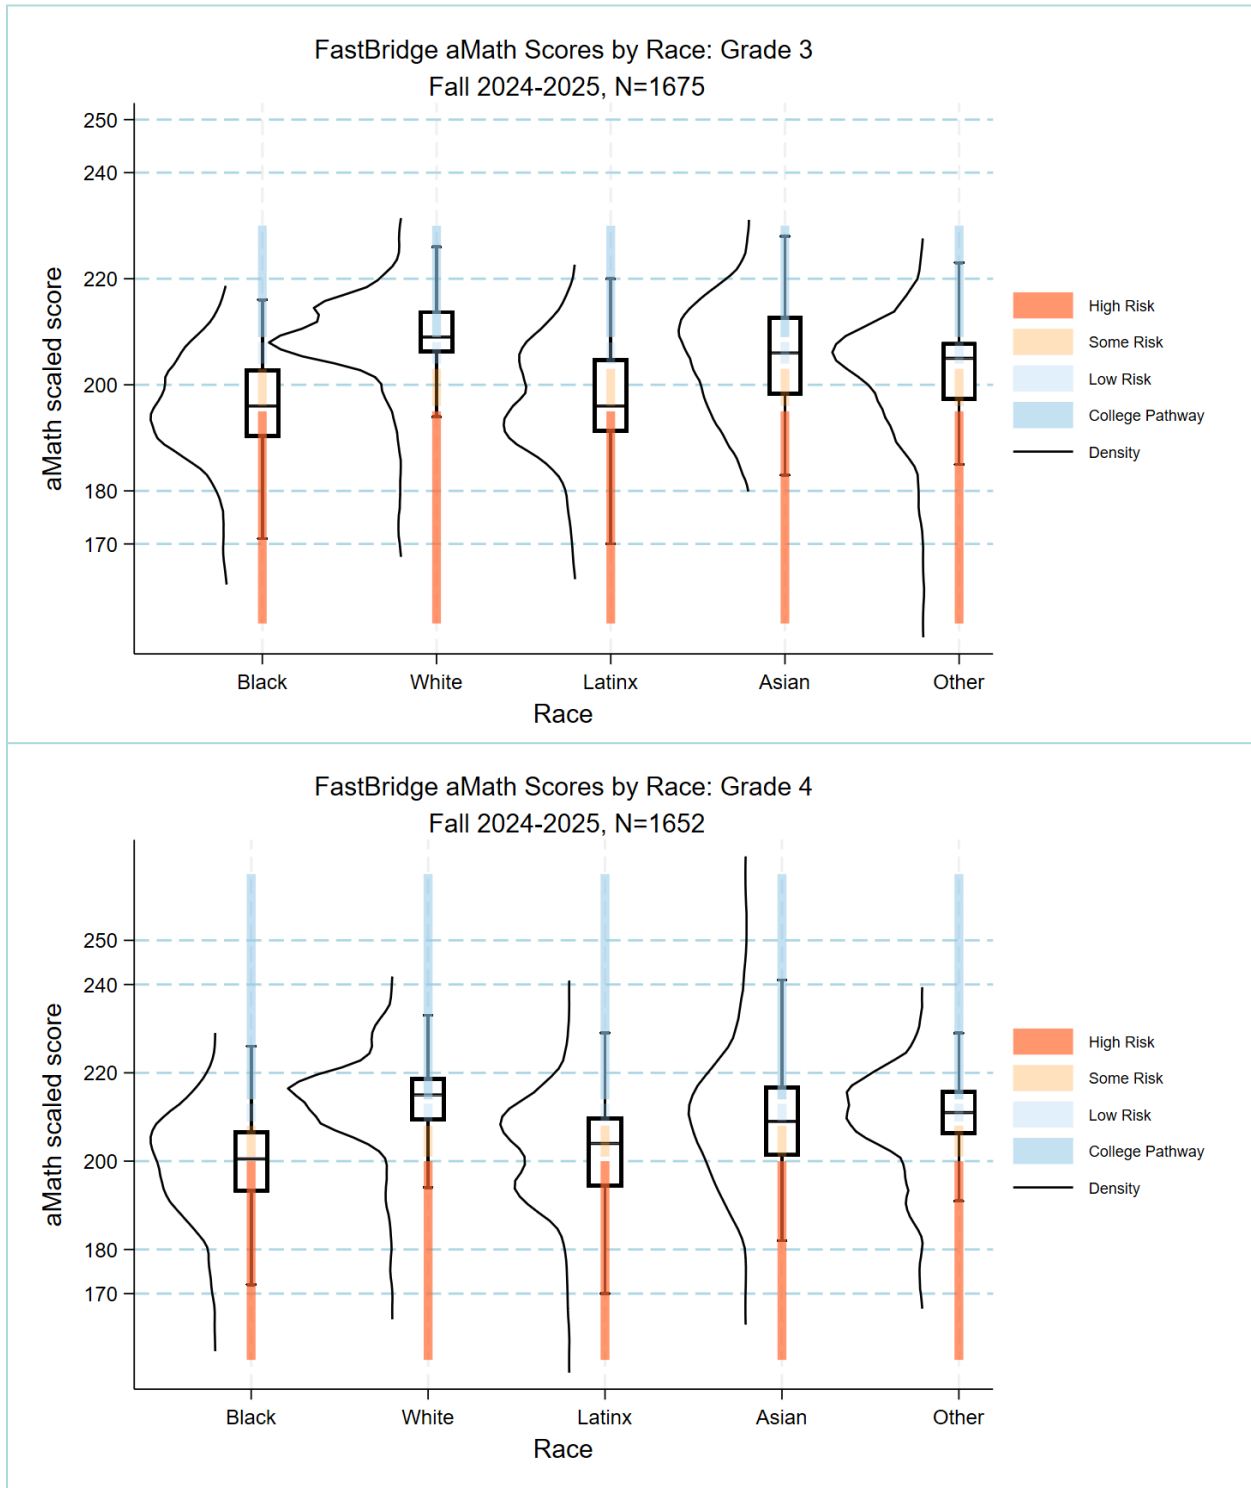 FastBridge aMath Scores by Race: Grade 3
Fall 2024-2025, N=1675
aMath scaled score
250
240
220
200
180
170
Black
White
Latinx
Asian
Other
Race
High Risk
Some Risk
Low Risk
College Pathway
Density
FastBridge aMath Scores by Race: Grade 4
Fall 2024-2025, N=1652
aMath scaled score
250
240
220
200
180
170
Black
White
Latinx
Asian
Other
Race
High Risk
Some Risk
Low Risk
College Pathway
Density